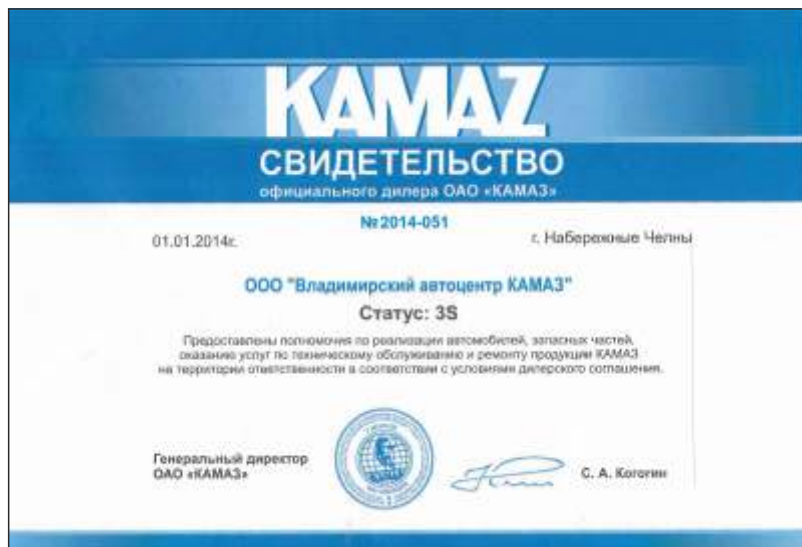 KAMAZ
СВИДЕТЕЛЬСТВО
официального дилера ОАО «КАМАЗ»
№2014-051
01.01.2014г.
г. Набережные Челны
ООО "Владимирский автоцентр КАМАЗ"
Статус: 3S
Предоставлены полномочия по реализации автомобилей, запасных частей,
оказанию услуг по техническому обслуживанию и ремонту продукции КАМАЗ
на территории ответственности в соответствии с условиями дилерского соглашения.
Генеральный директор
ОАО «КАМАЗ»
КАМАЗ
С. А. Когогин